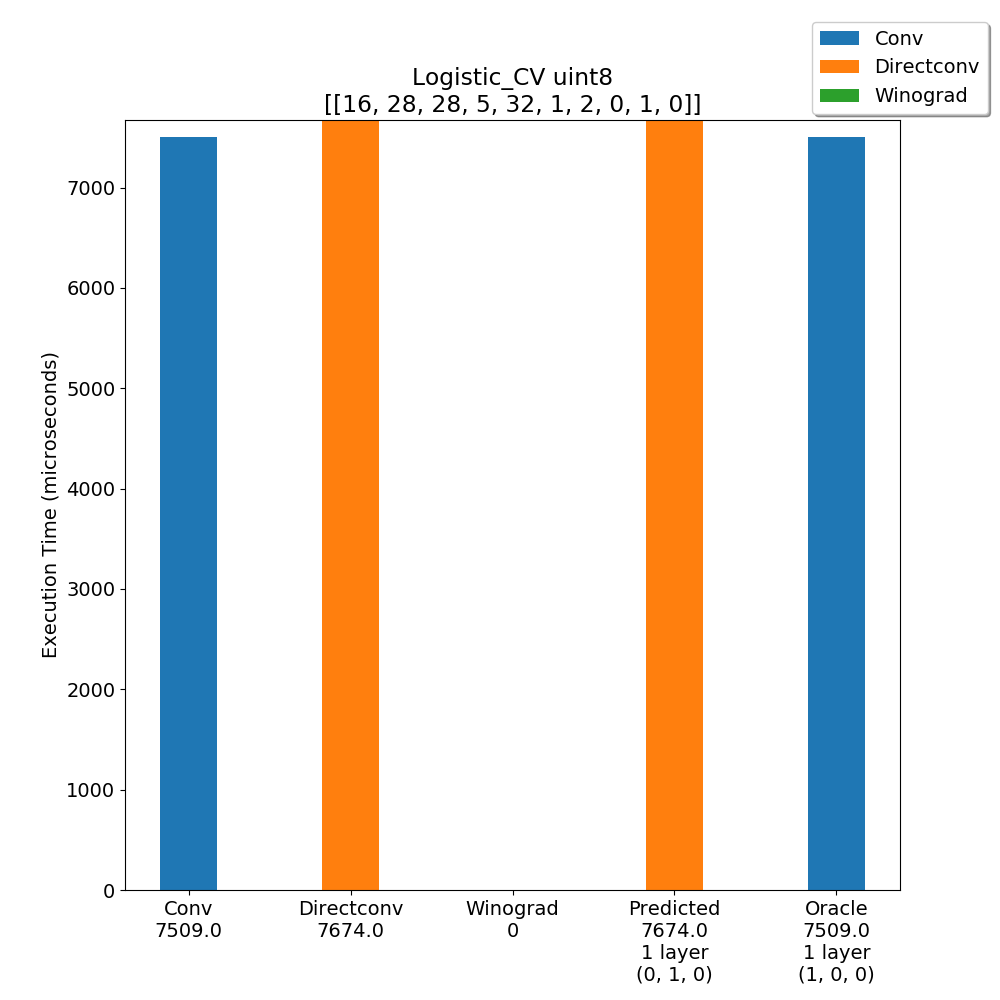 Conv
Directconv
Winograd
Logistic_CV uint8
[[16, 28, 28, 5, 32, 1, 2, 0, 1, 0]]
Execution Time (microseconds)
7000
6000
5000
4000
3000
2000
1000
0
Conv
7509.0
Directconv
7674.0
Winograd
0
Predicted
7674.0
1 layer
(0, 1, 0)
Oracle
7509.0
1 layer
(1, 0, 0)